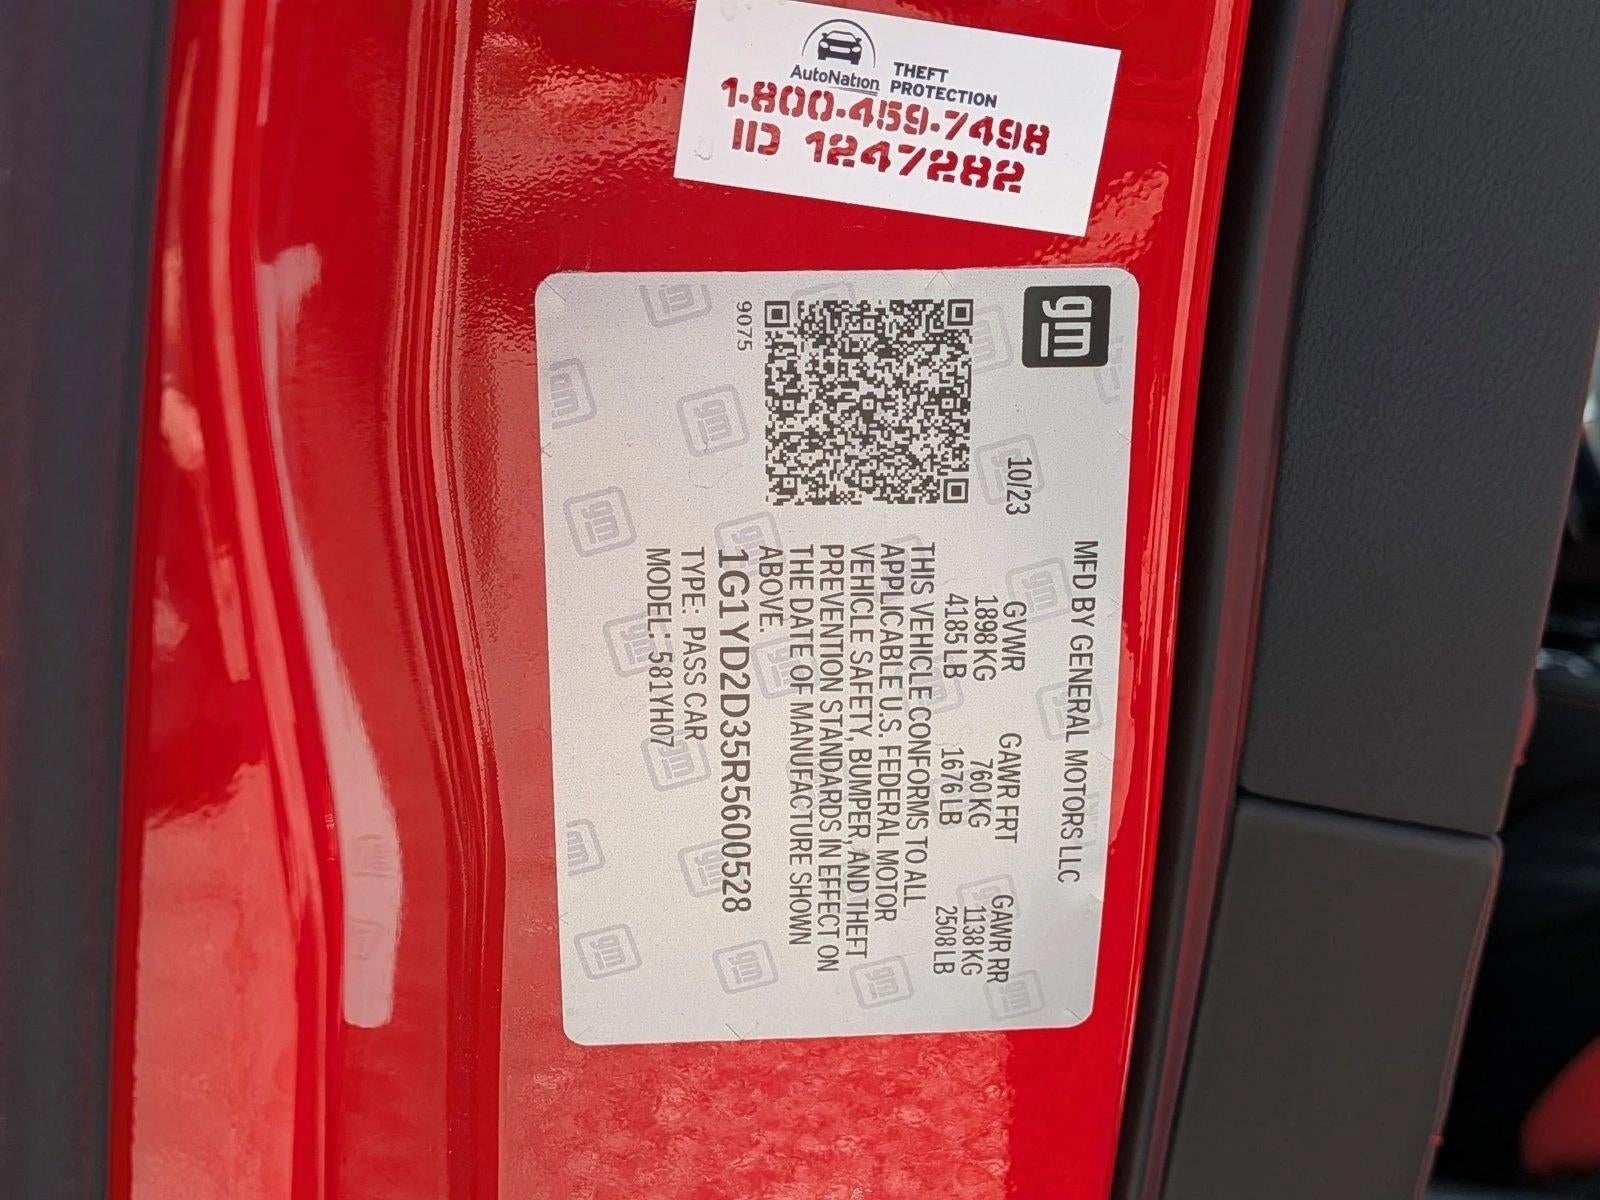 AutoNation
THEFT
PROTECTION
1-800-459-7498
ID 1247282
gm
MFD BY GENERAL MOTORS LLC
10/23
GVWR GAWR FRT GAWR RR
1898 KG 760 KG 1138 KG
4185 LB 1676 LB 2508 LB
THIS VEHICLE CONFORMS TO ALL
APPLICABLE U.S. FEDERAL MOTOR
VEHICLE SAFETY, BUMPER, AND THEFT
PREVENTION STANDARDS IN EFFECT ON
THE DATE OF MANUFACTURE SHOWN
ABOVE.
1G1YD2D35R5600528
TYPE: PASS CAR
MODEL: 581YH07
9075